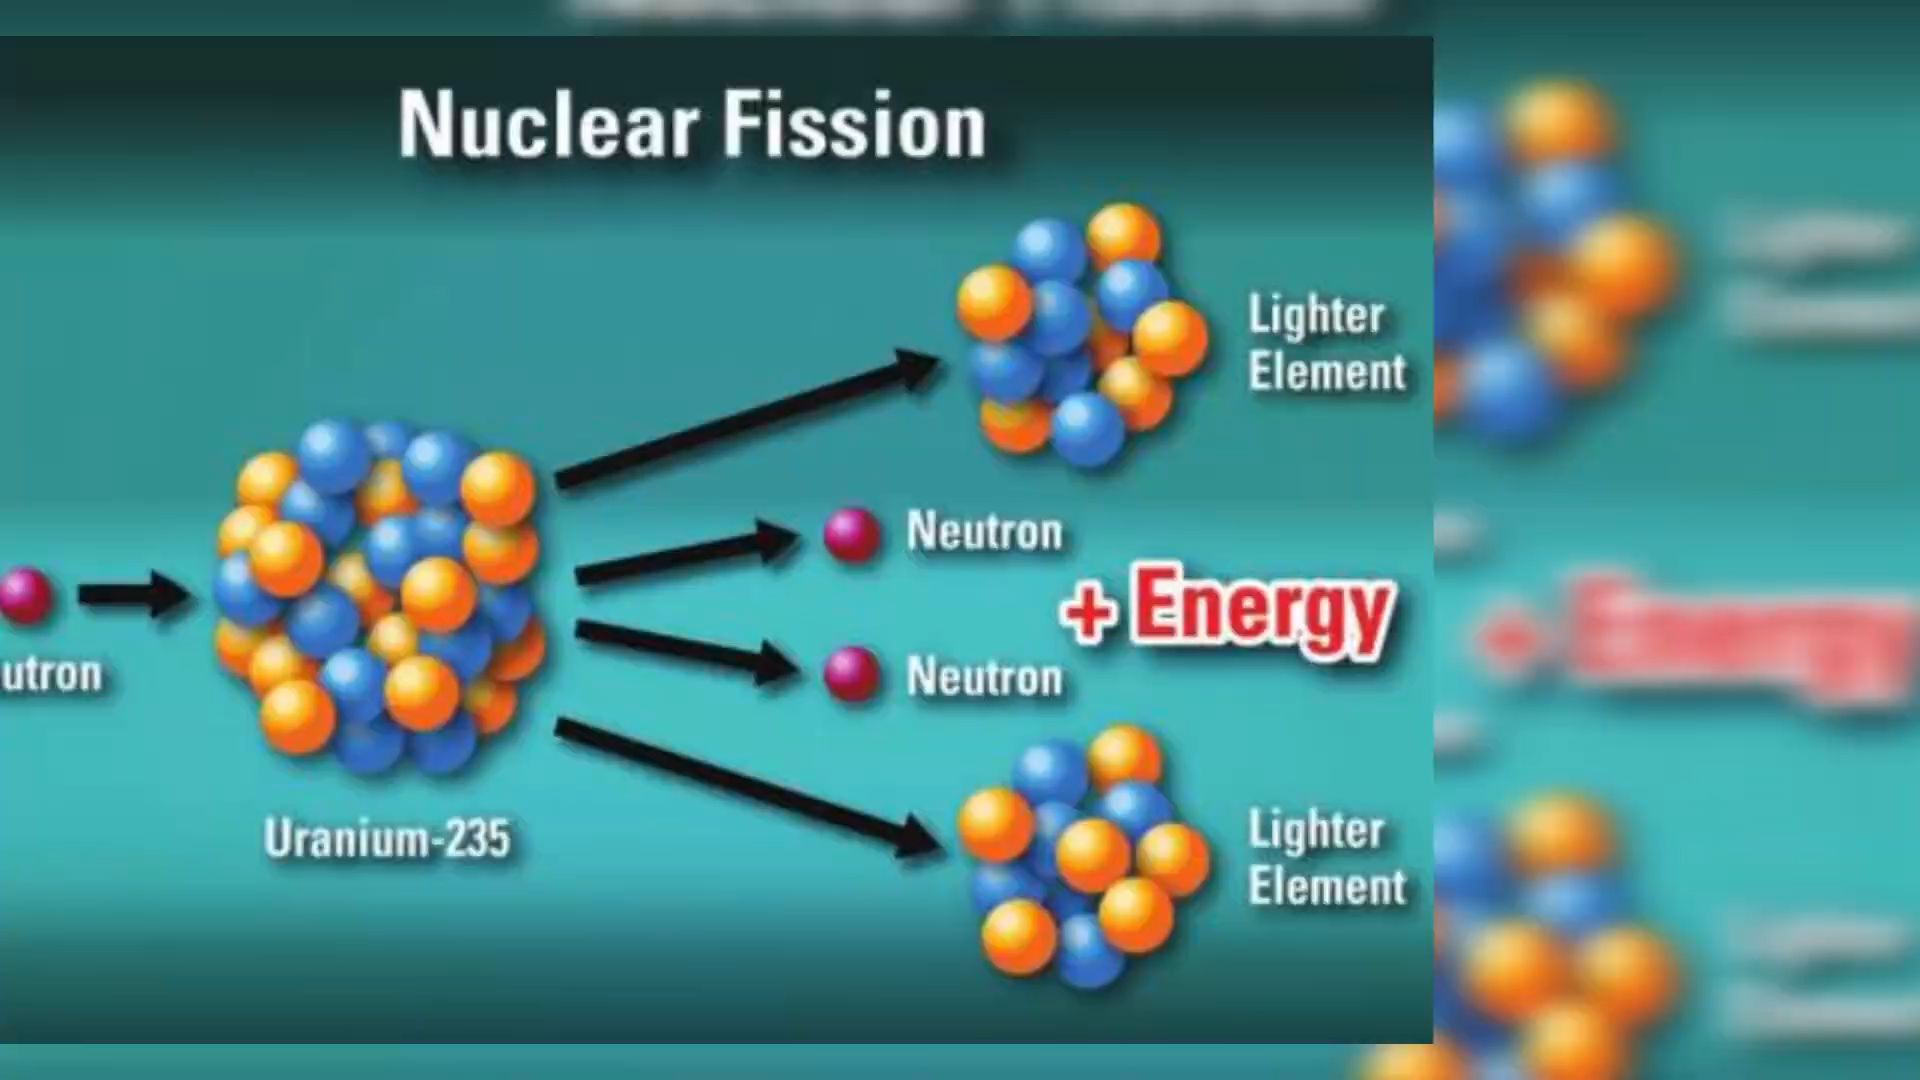 Nuclear Fission
Lighter
Element
Neutron
+ Energy
utron
Neutron
Uranium-235
Lighter
Element